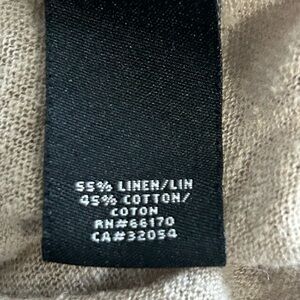 55% LINEN/LIN
45% COTTON/
COTON
RN#66170
CA#32054